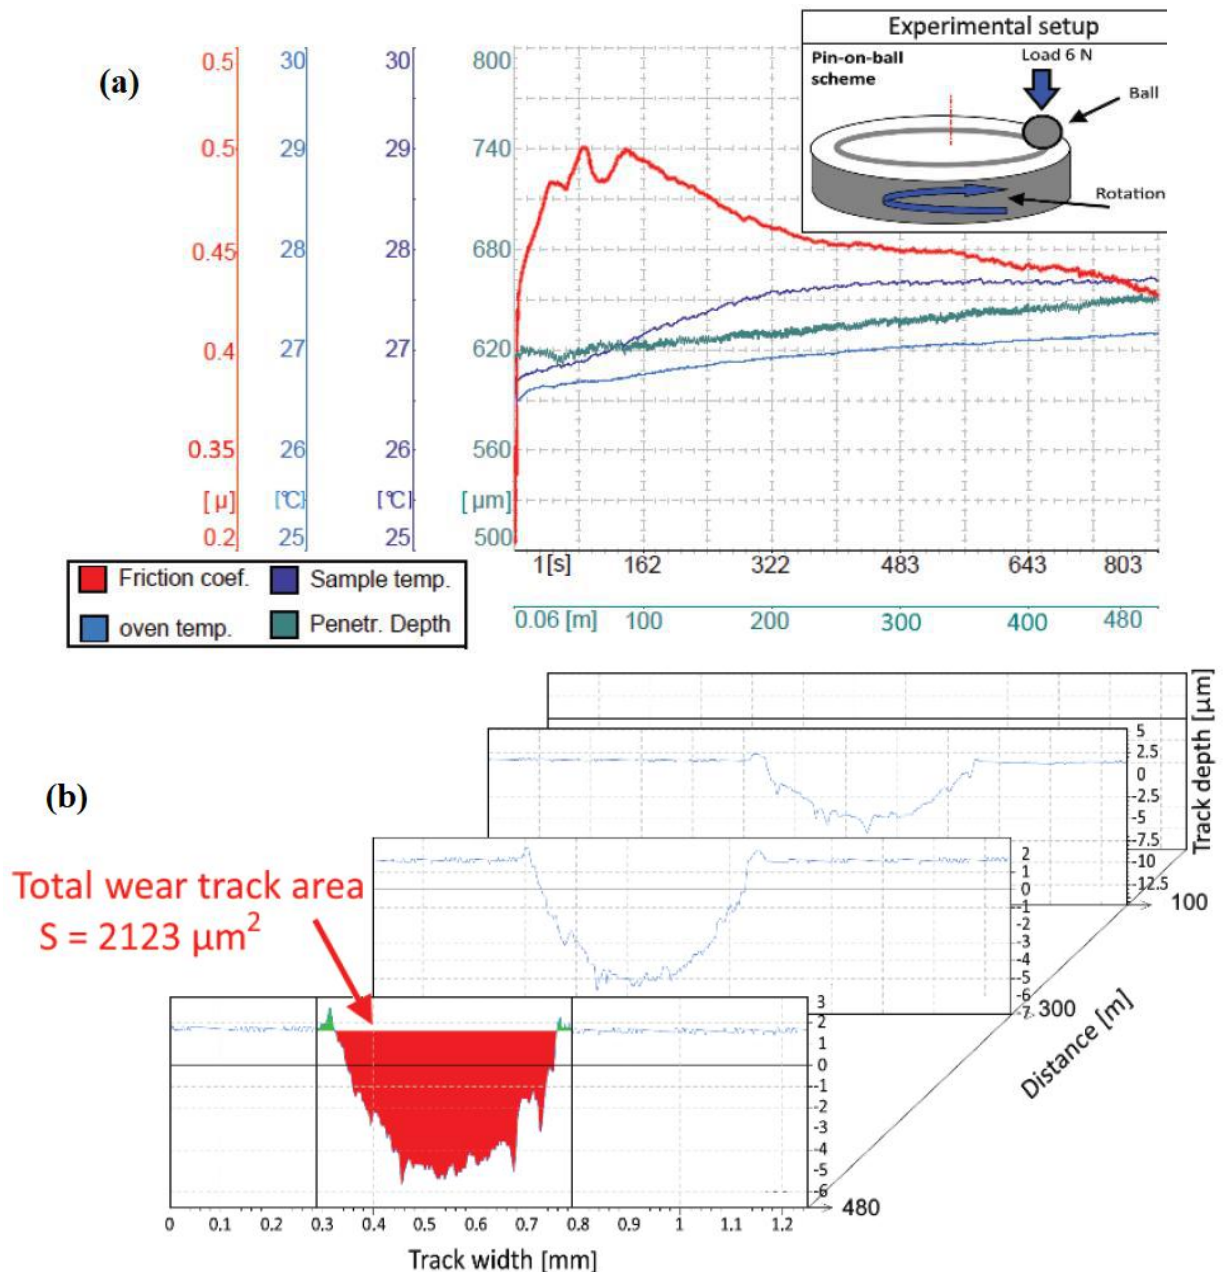 Experimental setup
Pin-on-ball
scheme
Load 6 N
Ball
Rotation
(a)
0.5 30 30 800
0.5 29 29 740
0.45 28 28 680
0.4 27 27 620
0.35 26 26 560
[µ] [℃] [℃] [µm]
0.2 25 25 500
1[s] 162 322 483 643 803
0.06 [m] 100 200 300 400 480
Friction coef. Sample temp.
oven temp. Penetr. Depth
(b)
Track depth [µm]
5
2.5
0
-2.5
-5
-7.5
-10
-12.5
100
2
1
0
-1
-2
-3
-4
-5
-6
-7
300
Distance [m]
Total wear track area
S = 2123 µm²
3
2
1
0
-1
-2
-3
-4
-5
-6
480
0 0.1 0.2 0.3 0.4 0.5 0.6 0.7 0.8 0.9 1 1.1 1.2
Track width [mm]